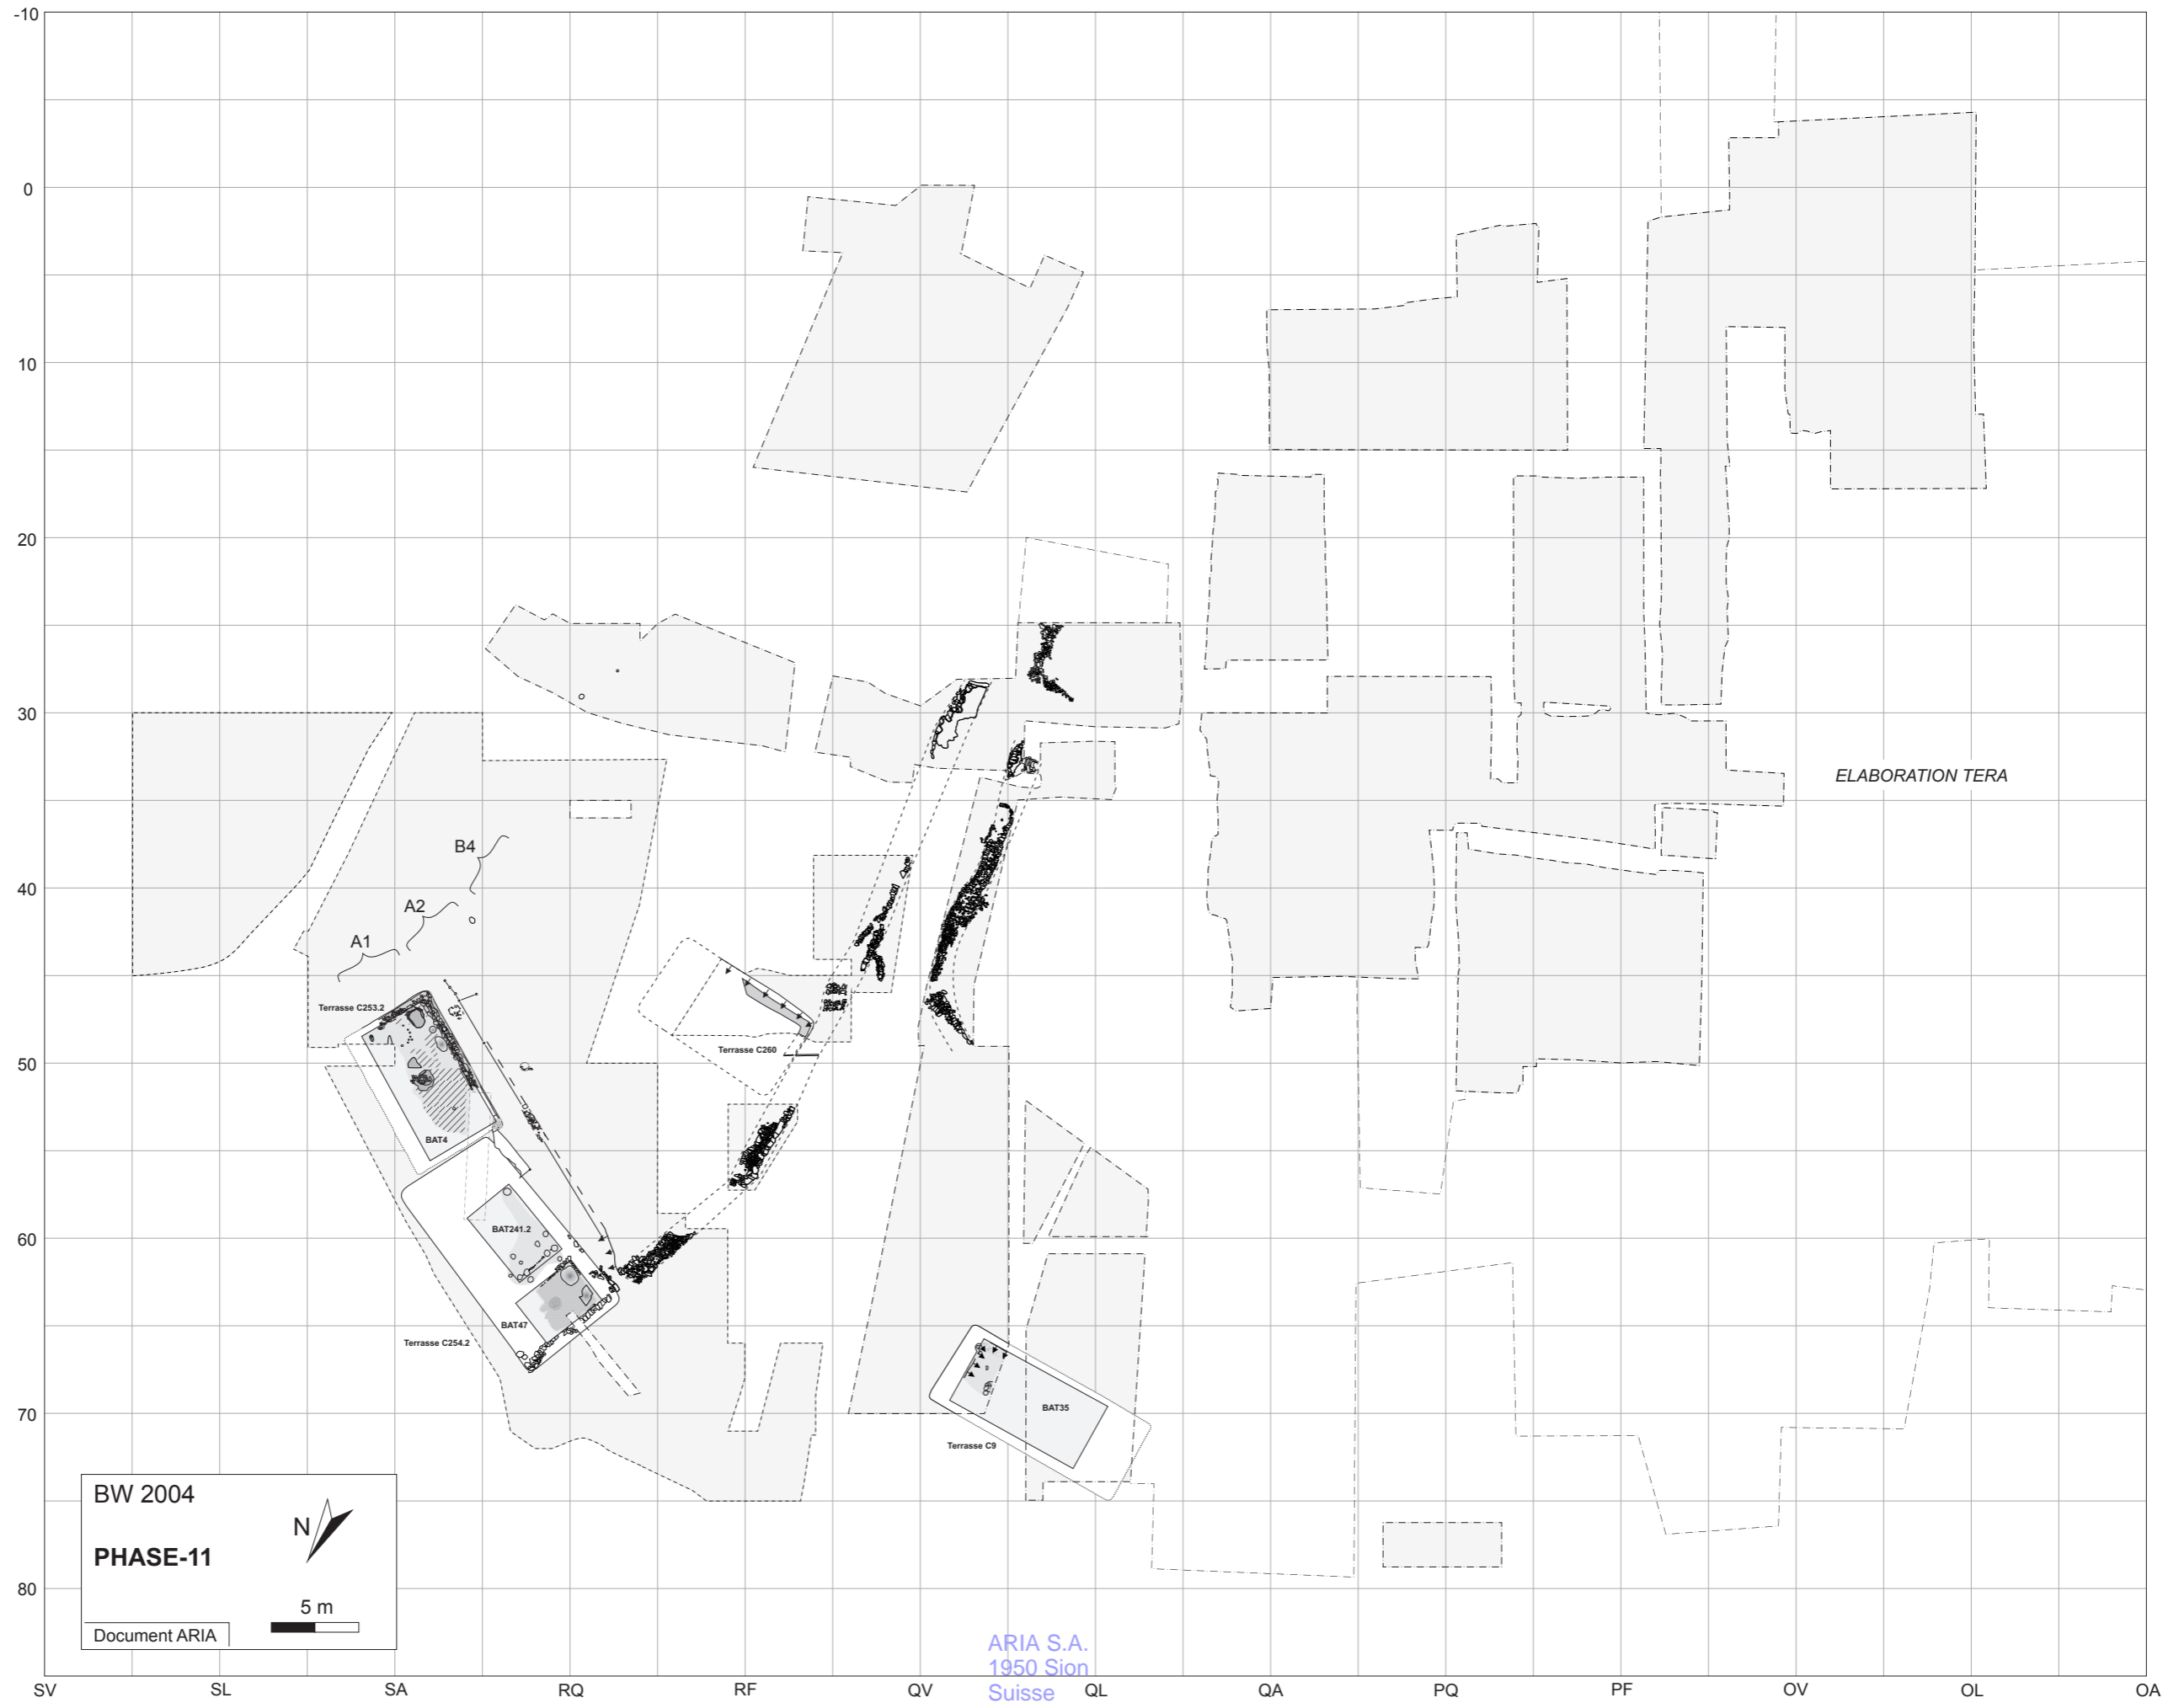 -10
0
10
20
30
ELABORATION TERA
B4
40
A2
A1
Terrasse C253.2
50
Terrasse C260
BAT4
BAT241.2
60
BAT47
Terrasse C254.2
BAT35
70
Terrasse C9
BW 2004
N
PHASE-11
80
5 m
Document ARIA
ARIA S.A.
1950 Sion
Suisse
SV SL SA RQ RF QV QL QA PQ PF OV OL OA